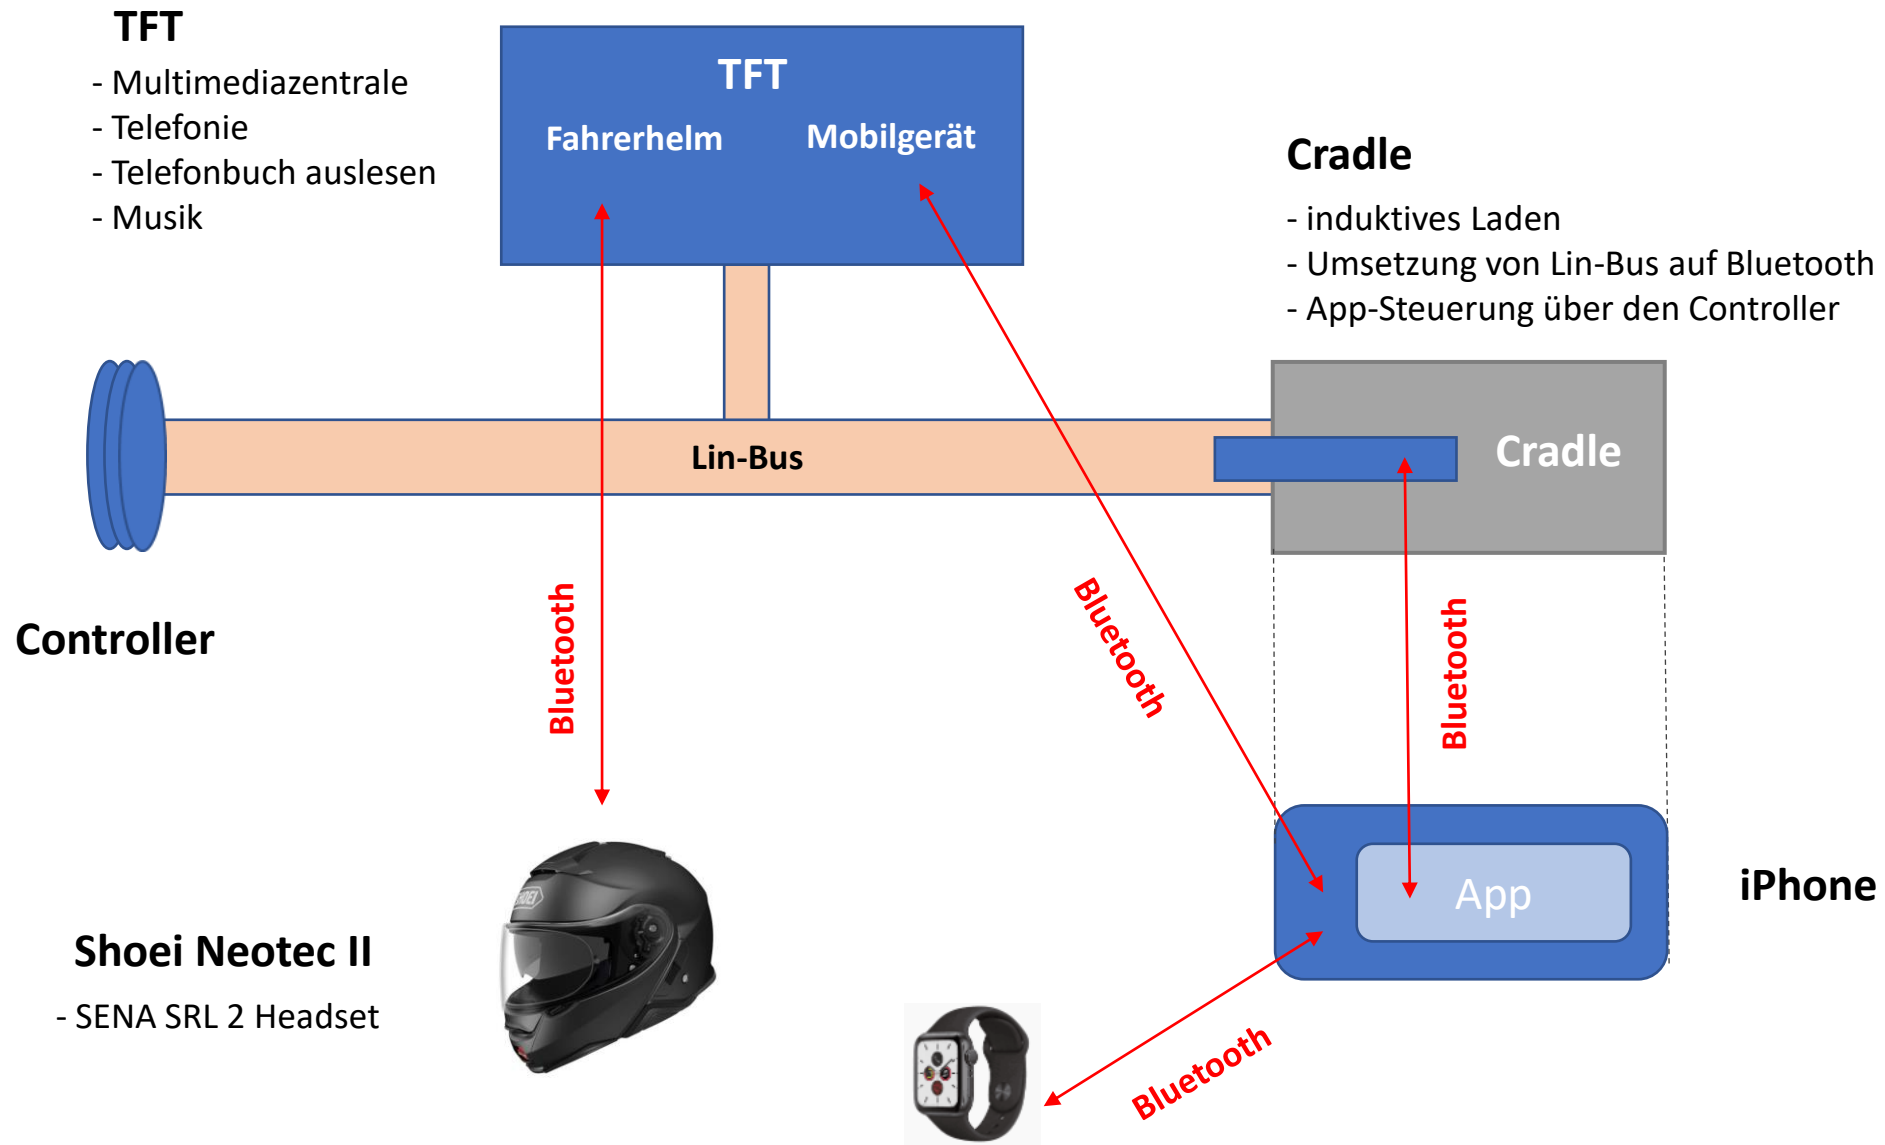 TFT
- Multimediazentrale
- Telefonie
- Telefonbuch auslesen
- Musik
TFT
Fahrerhelm
Mobilgerät
Cradle
- induktives Laden
- Umsetzung von Lin-Bus auf Bluetooth
- App-Steuerung über den Controller
Lin-Bus
Cradle
Controller
Bluetooth
Bluetooth
Bluetooth
App
iPhone
Shoei Neotec II
- SENA SRL 2 Headset
SHOEI
Bluetooth